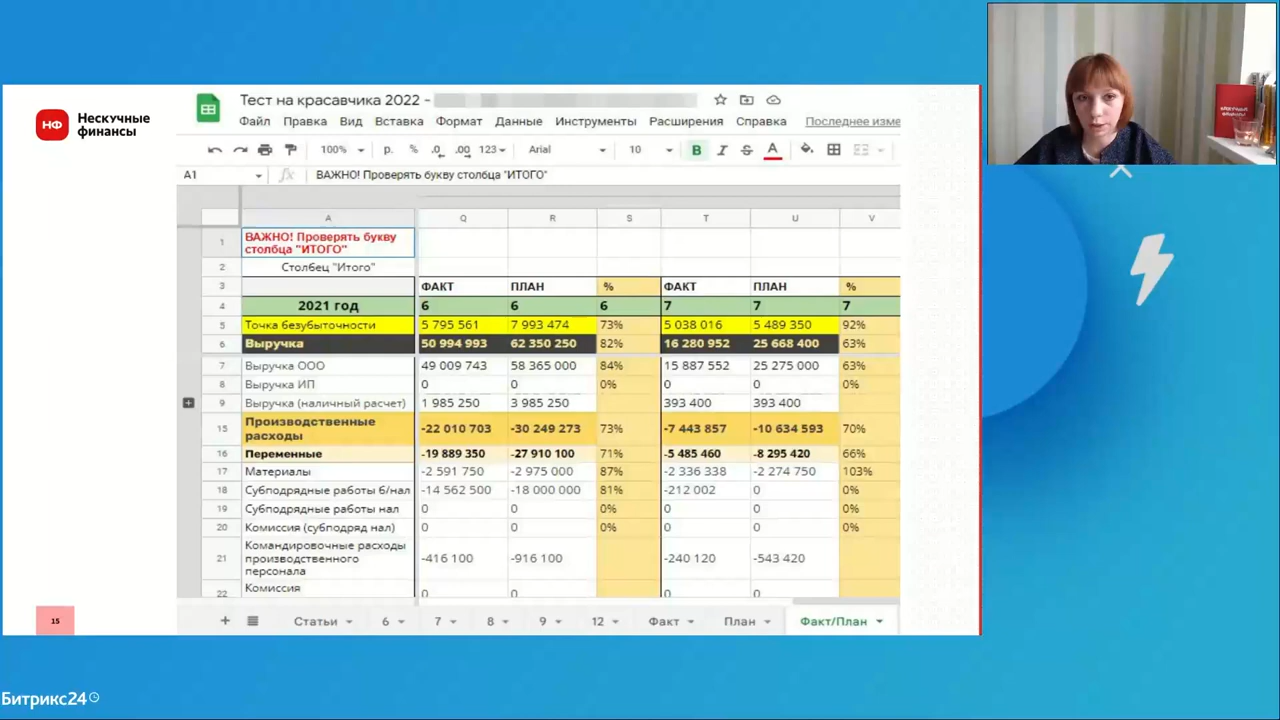 НФ
Нескучные
финансы
Тест на красавчика 2022 -
Файл Правка Вид Вставка Формат Данные Инструменты Расширения Справка Последнее изме
100% р. % .0 .00 123 Arial 10 B I S A
A1 fx ВАЖНО! Проверять букву столбца "ИТОГО"
A Q R S T U V
1 ВАЖНО! Проверять букву
столбца "ИТОГО"
2 Столбец "Итого"
3 ФАКТ ПЛАН % ФАКТ ПЛАН %
4 2021 год 6 6 6 7 7 7
5 Точка безубыточности 5 795 561 7 993 474 73% 5 038 016 5 489 350 92%
6 Выручка 50 994 993 62 350 250 82% 16 280 952 25 668 400 63%
7 Выручка ООО 49 009 743 58 365 000 84% 15 887 552 25 275 000 63%
8 Выручка ИП 0 0 0% 0 0 0%
9 Выручка (наличный расчет) 1 985 250 3 985 250 393 400 393 400
15 Производственные
расходы -22 010 703 -30 249 273 73% -7 443 857 -10 634 593 70%
16 Переменные -19 889 350 -27 910 100 71% -5 485 460 -8 295 420 66%
17 Материалы -2 591 750 -2 975 000 87% -2 336 338 -2 274 750 103%
18 Субподрядные работы б/нал -14 562 500 -18 000 000 81% -212 002 0 0%
19 Субподрядные работы нал 0 0 0% 0 0 0%
20 Комиссия (субподряд нал) 0 0 0% 0 0 0%
21 Командировочные расходы
производственного
персонала -416 100 -916 100 -240 120 -543 420
22 Комиссия 0 0 0 0
15
+ Статьи 6 7 8 9 12 Факт План Факт/План
Битрикс24